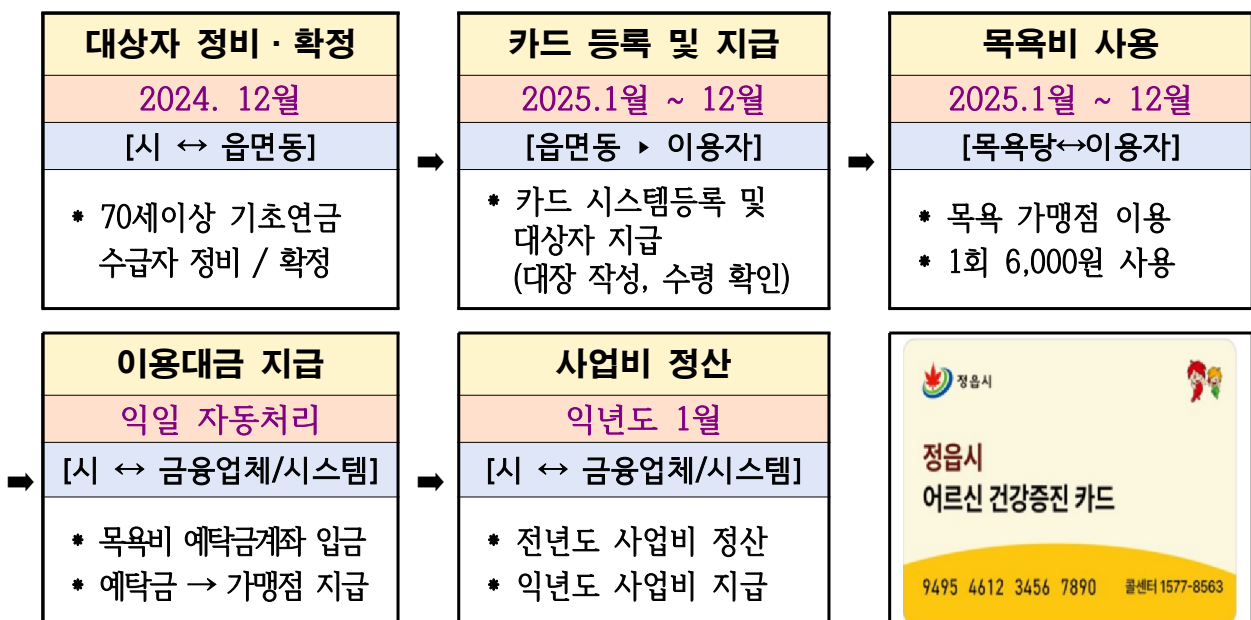 대상자 정비·확정
2024. 12월
[시 ↔ 읍면동]
* 70세이상 기초연금
수급자 정비 / 확정
➡
카드 등록 및 지급
2025.1월 ~ 12월
[읍면동 ▸ 이용자]
* 카드 시스템등록 및
대상자 지급
(대장 작성, 수령 확인)
➡
목욕비 사용
2025.1월 ~ 12월
[목욕탕↔이용자]
* 목욕 가맹점 이용
* 1회 6,000원 사용
➡
이용대금 지급
익일 자동처리
[시 ↔ 금융업체/시스템]
* 목욕비 예탁금계좌 입금
* 예탁금 → 가맹점 지급
➡
사업비 정산
익년도 1월
[시 ↔ 금융업체/시스템]
* 전년도 사업비 정산
* 익년도 사업비 지급
정읍시
정읍시
어르신 건강증진 카드
9495 4612 3456 7890 콜센터 1577-8563